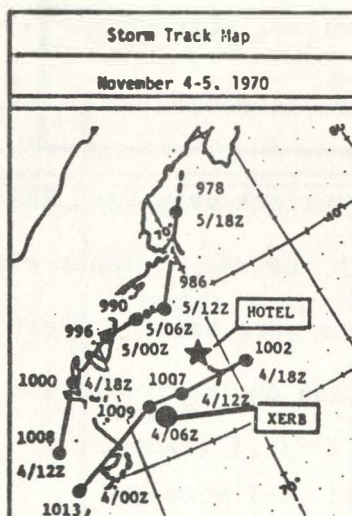 Storm Track Map
November 4-5, 1970
978
5/18Z
70
40
986
990
5/12Z
HOTEL
5/06Z
996
5/00Z
1002
1000
4/18Z
1007
4/18Z
4/12Z
1009
1008
4/06Z
XERB
4/12Z
4/00Z
70
1013